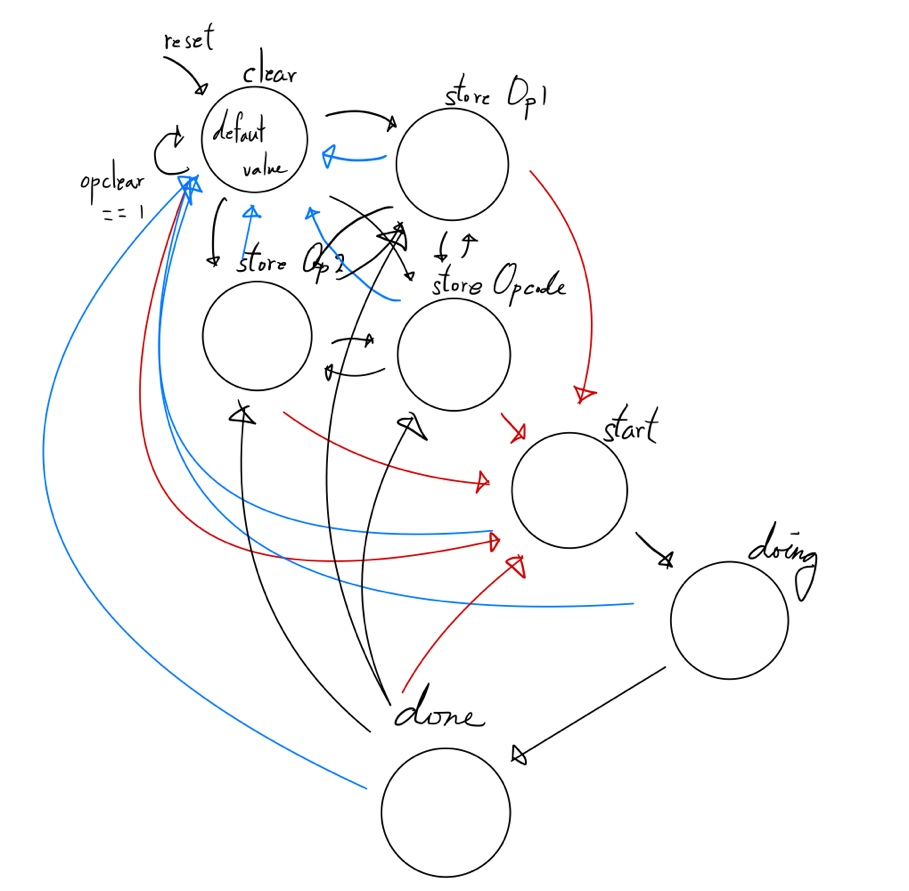 reset
clear
store Op1
defaut
value
opclear
== 1
store Op2
store Opcode
start
doing
done